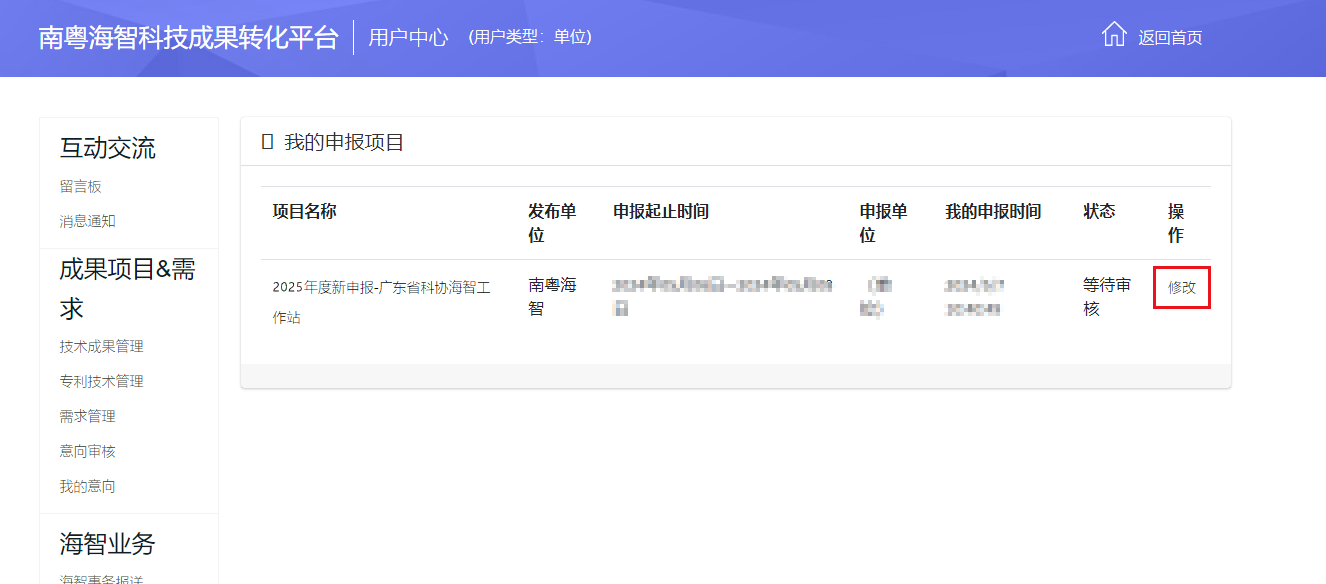 南粤海智科技成果转化平台 用户中心 (用户类型：单位) 返回首页
互动交流
留言板
消息通知
成果项目&需
求
技术成果管理
专利技术管理
需求管理
意向审核
我的意向
海智业务
海智事务报送
我的申报项目
项目名称 发布单位 申报起止时间 申报单位 我的申报时间 状态 操作
2025年度新申报-广东省科协海智工
作站
南粤海
智
等待审
核
修改